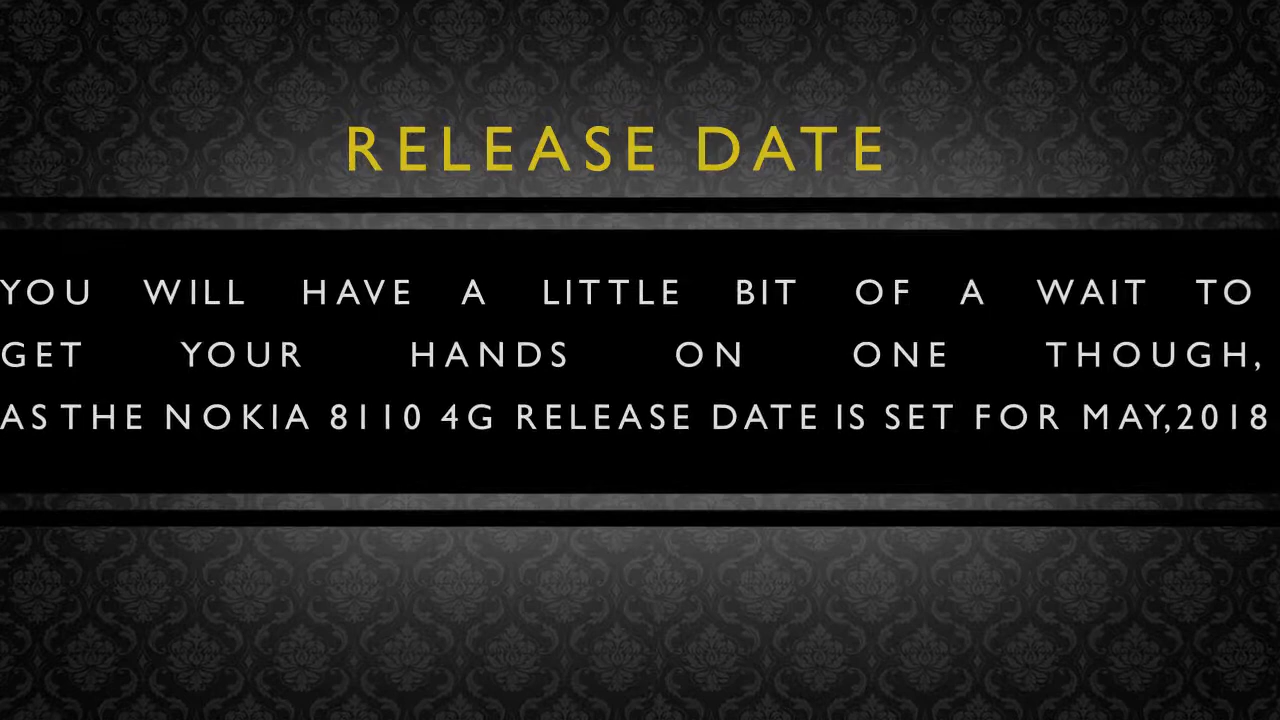 RELEASE DATE
YOU WILL HAVE A LITTLE BIT OF A WAIT TO
GET YOUR HANDS ON ONE THOUGH,
AS THE NOKIA 8110 4G RELEASE DATE IS SET FOR MAY,2018